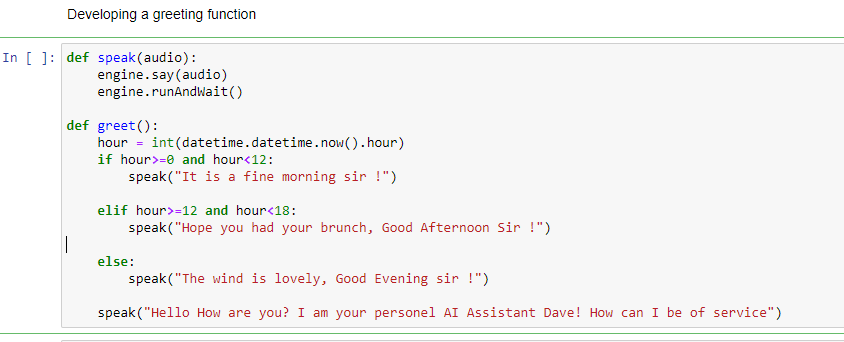 Developing a greeting function
In [ ]: def speak(audio):
    engine.say(audio)
    engine.runAndWait()
def greet():
    hour = int(datetime.datetime.now().hour)
    if hour>=0 and hour<12:
        speak("It is a fine morning sir !")
    elif hour>=12 and hour<18:
        speak("Hope you had your brunch, Good Afternoon Sir !")
    else:
        speak("The wind is lovely, Good Evening sir !")
    speak("Hello How are you? I am your personel AI Assistant Dave! How can I be of service")